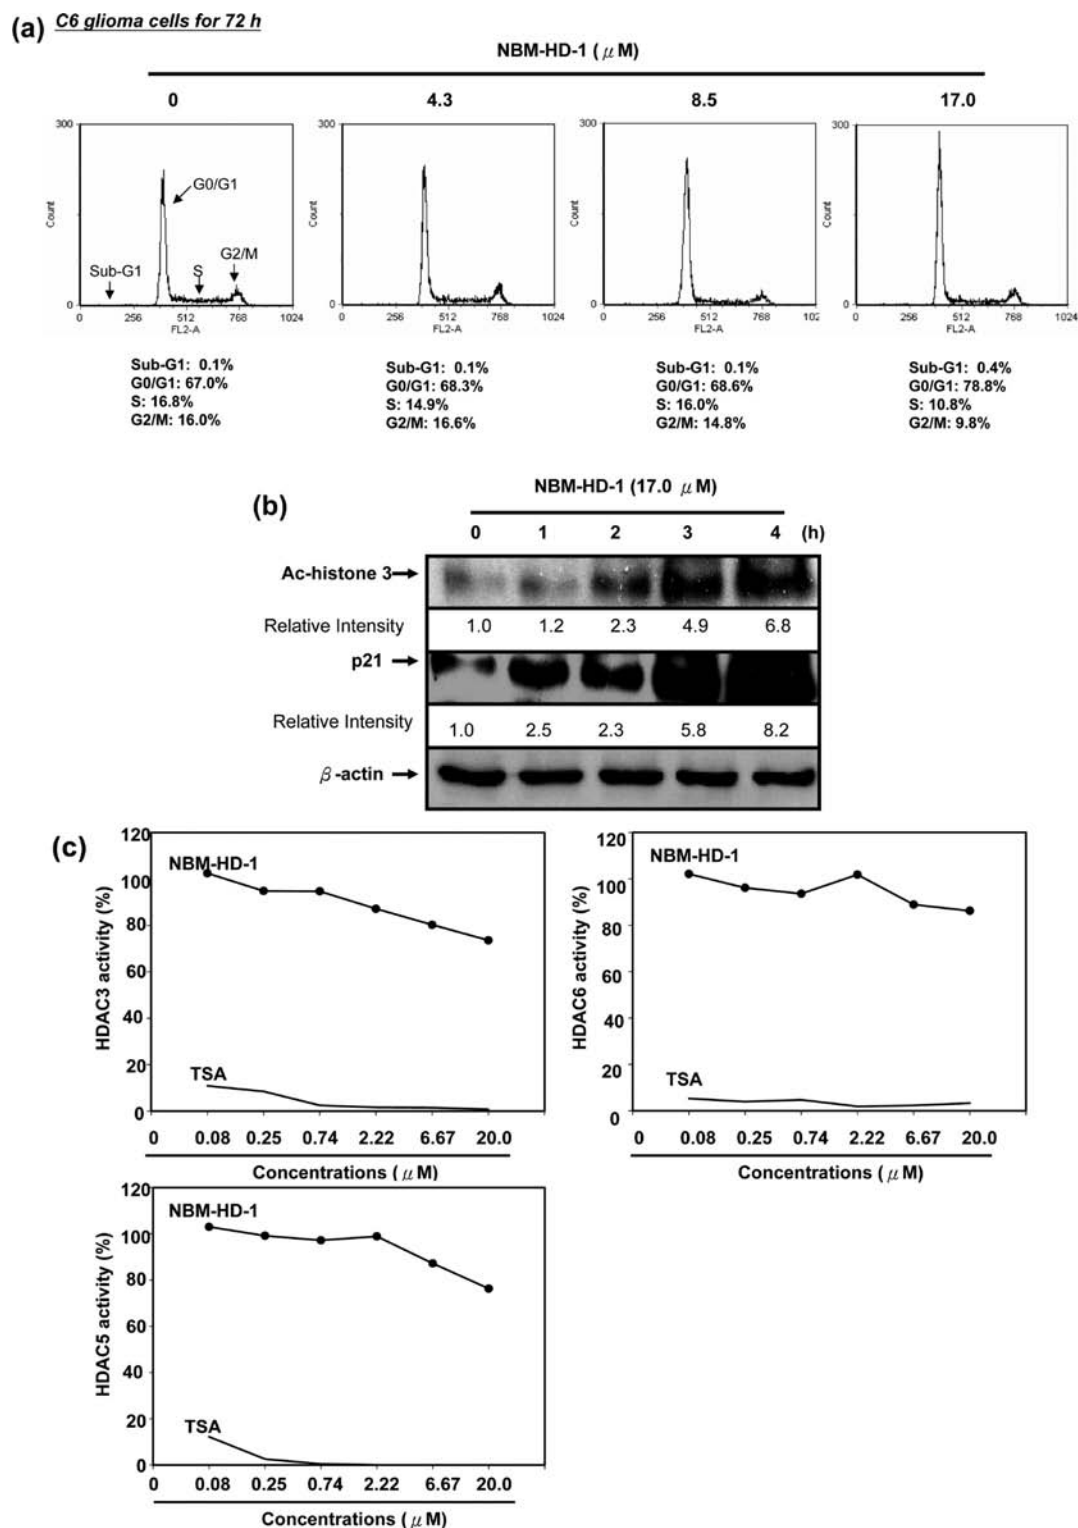 (a) C6 glioma cells for 72 h
NBM-HD-1 (μM)
0 4.3 8.5 17.0
300 300 300 300
Count Count Count Count
G0/G1
Sub-G1 S G2/M
0 0 0 0
0 256 512 768 1024 0 256 512 768 1024 0 256 512 768 102 0 256 512 768 1024
FL2-A FL2-A FL2-A FL2-A
Sub-G1: 0.1%
G0/G1: 67.0%
S: 16.8%
G2/M: 16.0%
Sub-G1: 0.1%
G0/G1: 68.3%
S: 14.9%
G2/M: 16.6%
Sub-G1: 0.1%
G0/G1: 68.6%
S: 16.0%
G2/M: 14.8%
Sub-G1: 0.4%
G0/G1: 78.8%
S: 10.8%
G2/M: 9.8%
(b)
NBM-HD-1 (17.0 μM)
0 1 2 3 4 (h)
Ac-histone 3
Relative Intensity 1.0 1.2 2.3 4.9 6.8
p21
Relative Intensity 1.0 2.5 2.3 5.8 8.2
β-actin
(c)
HDAC3 activity (%)
120
100
80
60
40
20
0
NBM-HD-1
TSA
0 0.08 0.25 0.74 2.22 6.67 20.0
Concentrations (μM)
HDAC6 activity (%)
120
100
80
60
40
20
0
NBM-HD-1
TSA
0 0.08 0.25 0.74 2.22 6.67 20.0
Concentrations (μM)
HDAC5 activity (%)
120
100
80
60
40
20
0
NBM-HD-1
TSA
0 0.08 0.25 0.74 2.22 6.67 20.0
Concentrations (μM)